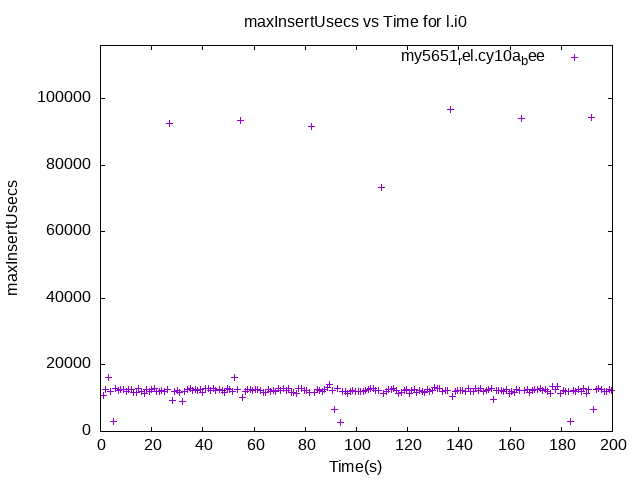 maxInsertUsecs vs Time for l.i0
my5651rel.cy10abee
maxInsertUsecs
100000
80000
60000
40000
20000
0
0 20 40 60 80 100 120 140 160 180 200
Time(s)